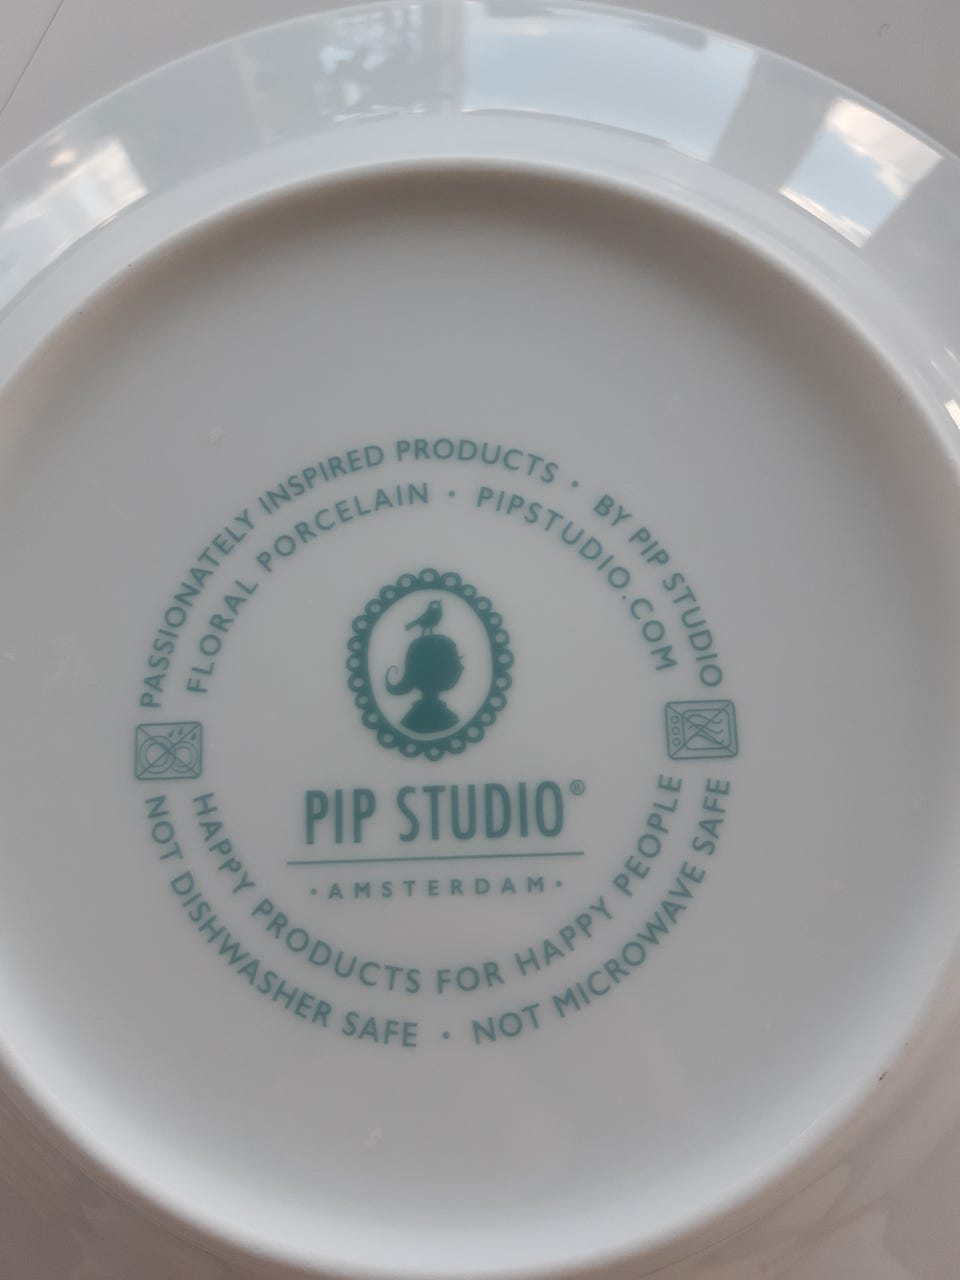 PASSIONATELY INSPIRED PRODUCTS · BY PIP STUDIO
FLORAL PORCELAIN · PIPSTUDIO.COM
PIP STUDIO®
·AMSTERDAM·
HAPPY PRODUCTS FOR HAPPY PEOPLE
NOT DISHWASHER SAFE · NOT MICROWAVE SAFE